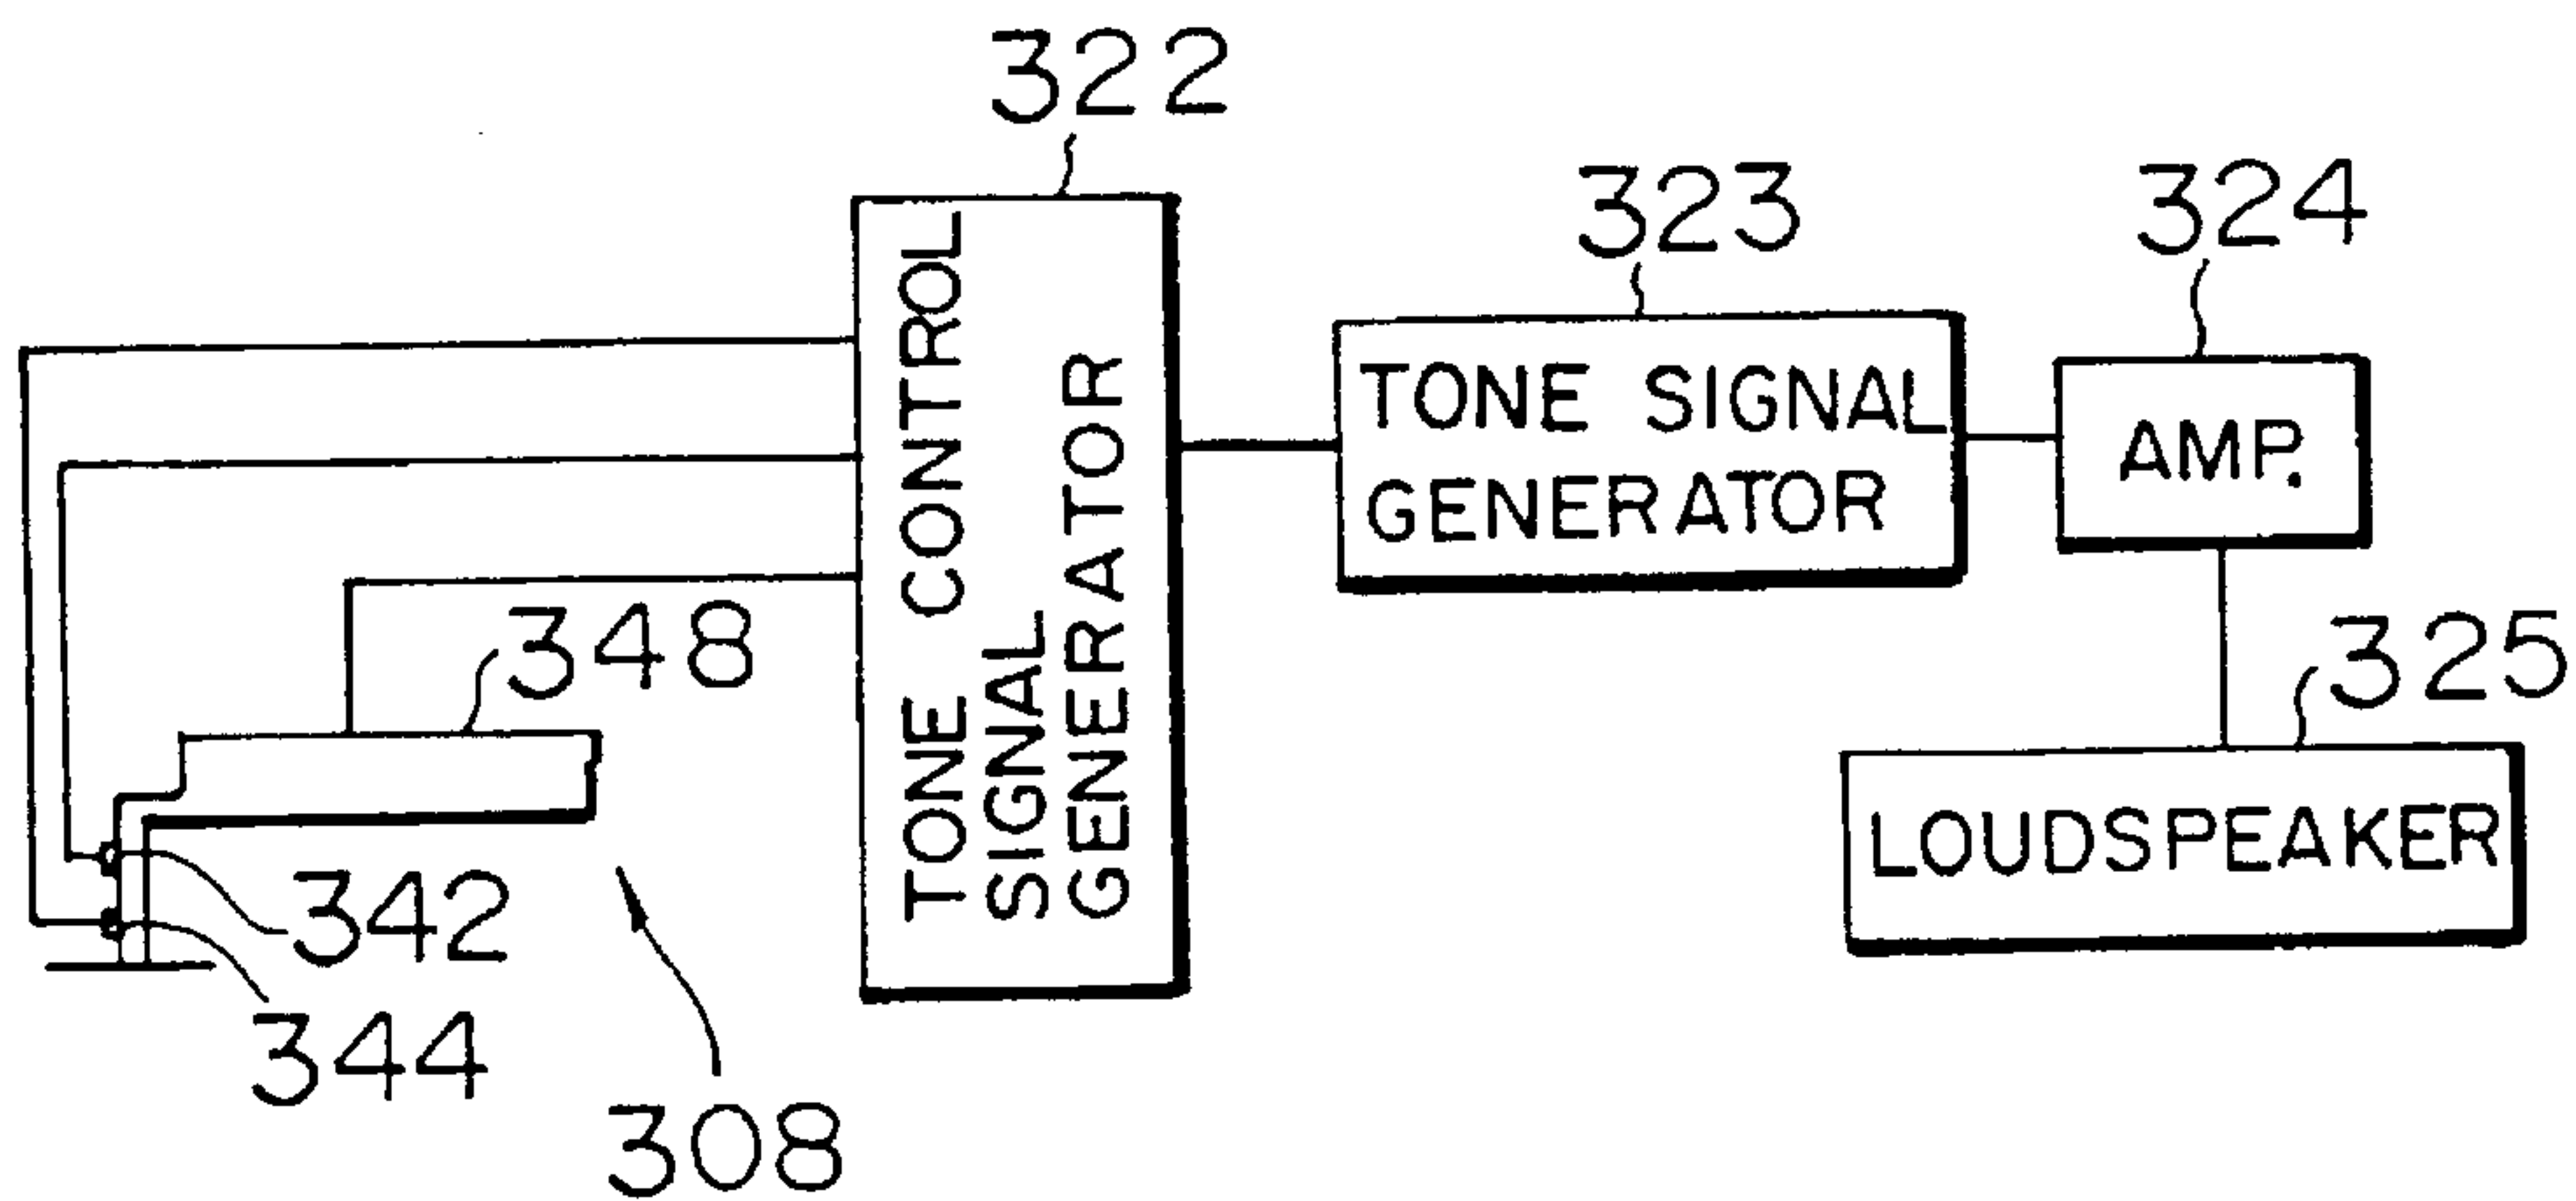 322
323
324
TONE CONTROL
SIGNAL
GENERATOR
TONE SIGNAL
GENERATOR
AMP.
348
325
LOUDSPEAKER
342
344
308